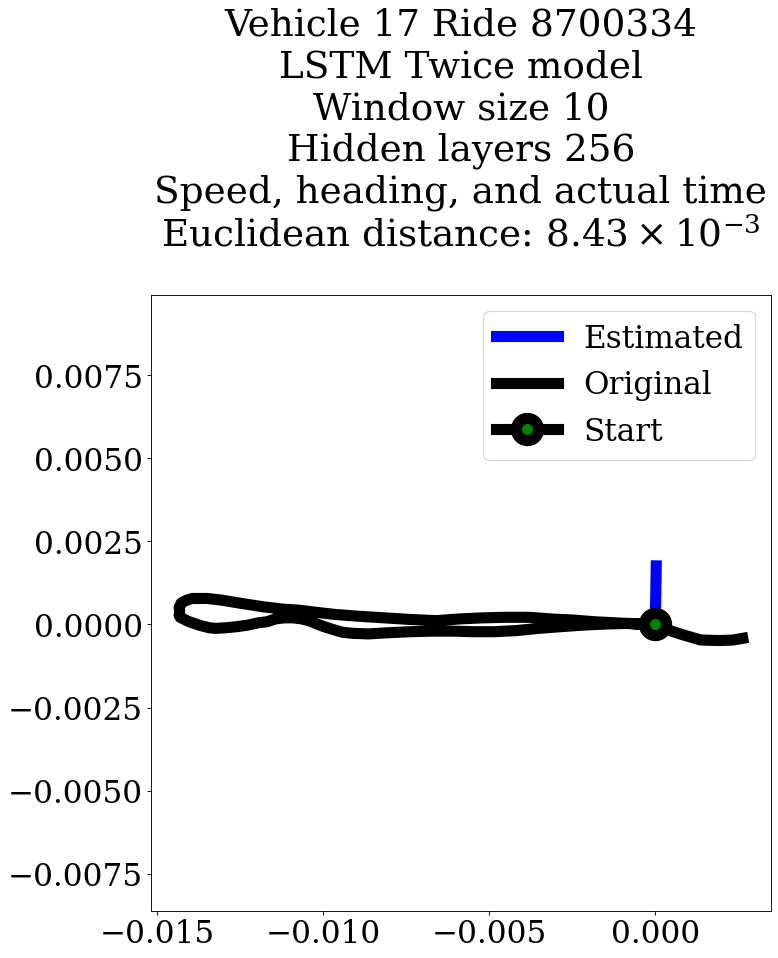 Vehicle 17 Ride 8700334
LSTM Twice model
Window size 10
Hidden layers 256
Speed, heading, and actual time
Euclidean distance: 8.43 × 10⁻³
Estimated
Original
Start
0.0075
0.0050
0.0025
0.0000
−0.0025
−0.0050
−0.0075
−0.015 −0.010 −0.005 0.000